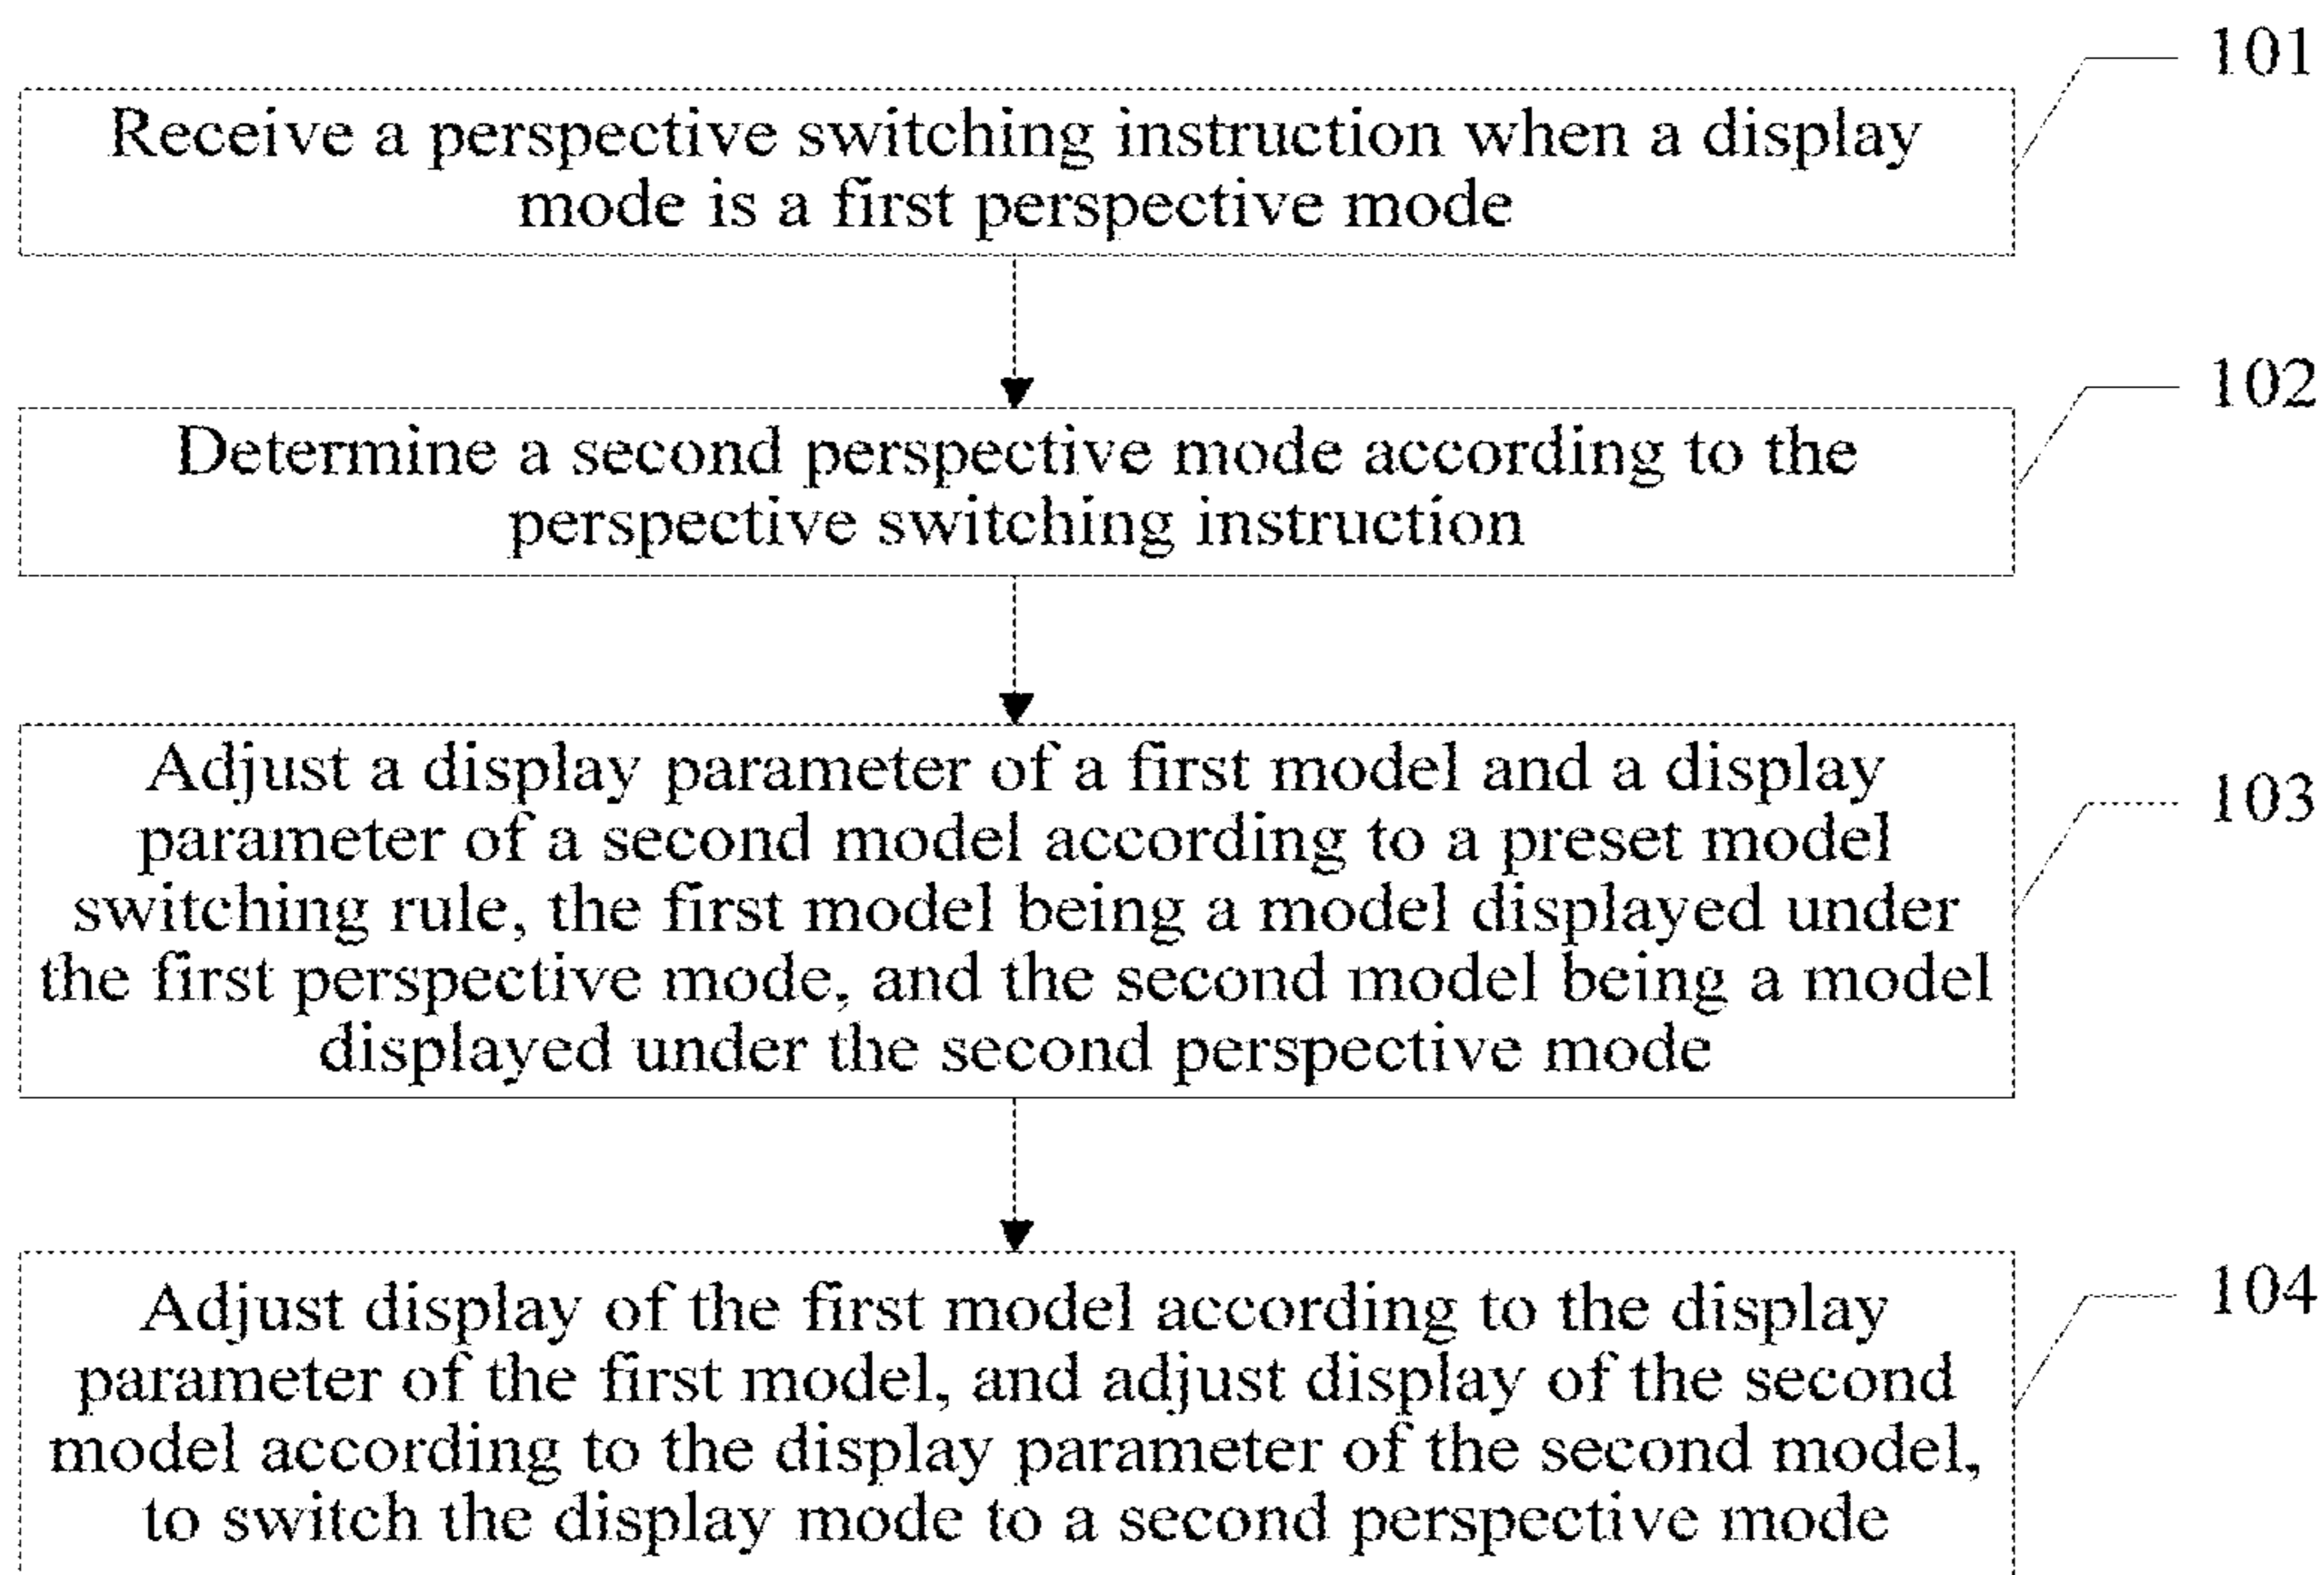 101
Receive a perspective switching instruction when a display
mode is a first perspective mode
102
Determine a second perspective mode according to the
perspective switching instruction
103
Adjust a display parameter of a first model and a display
parameter of a second model according to a preset model
switching rule, the first model being a model displayed under
the first perspective mode, and the second model being a model
displayed under the second perspective mode
104
Adjust display of the first model according to the display
parameter of the first model, and adjust display of the second
model according to the display parameter of the second model,
to switch the display mode to a second perspective mode